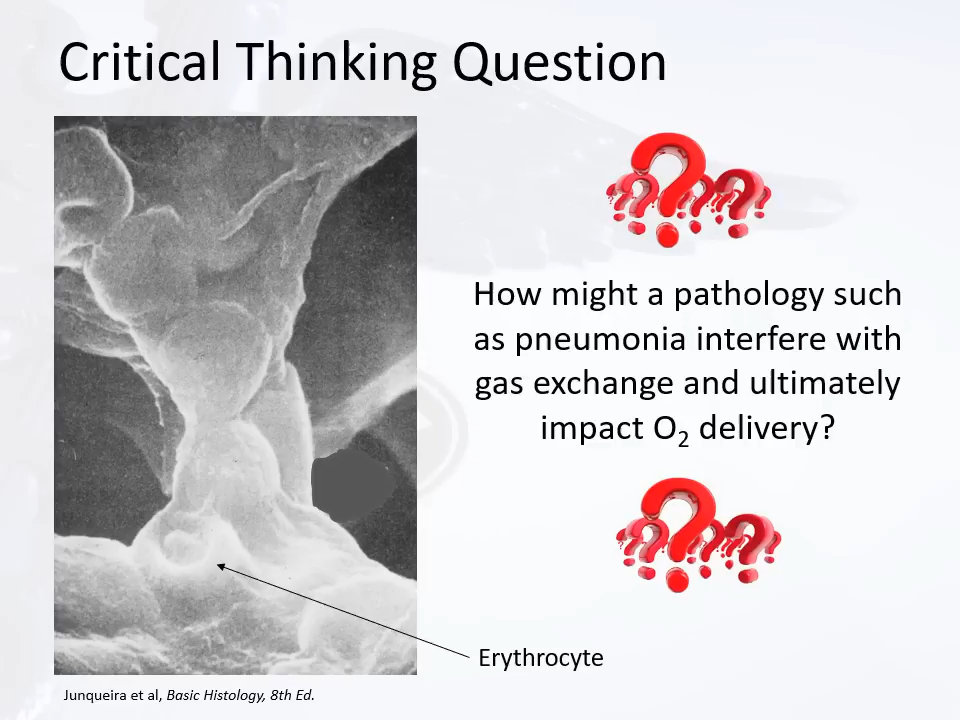 Critical Thinking Question
How might a pathology such
as pneumonia interfere with
gas exchange and ultimately
impact O₂ delivery?
Erythrocyte
Junqueira et al, Basic Histology, 8th Ed.